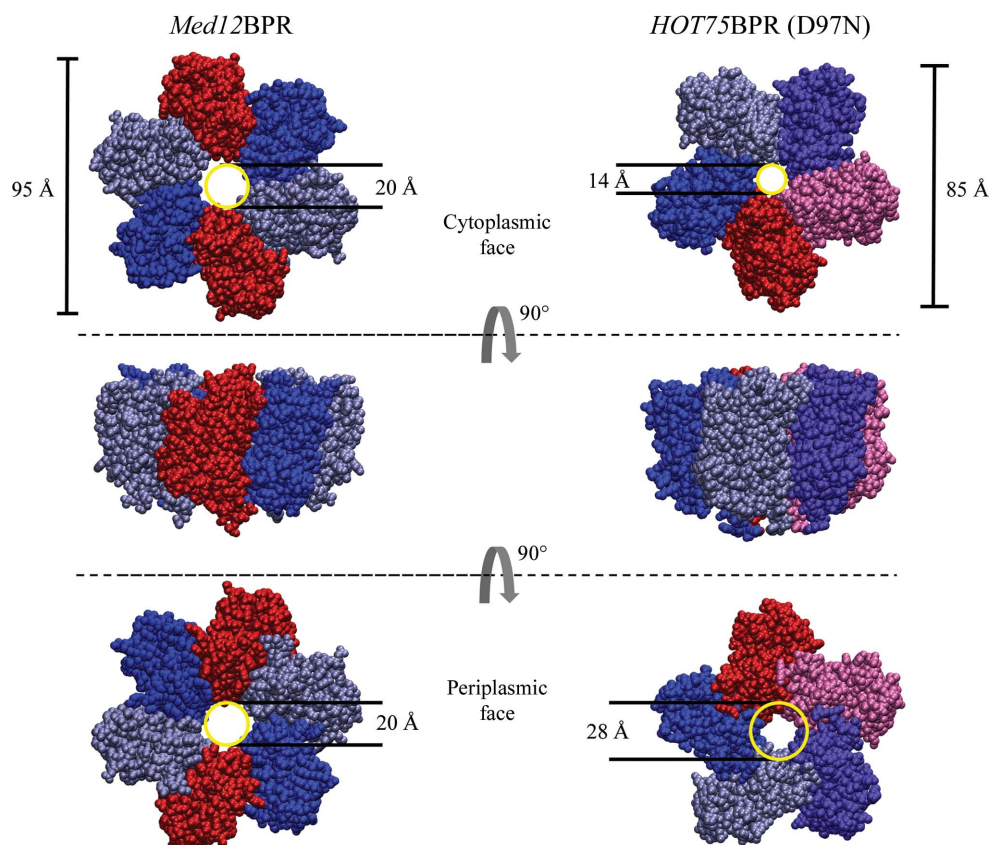 Med12BPR
HOT75BPR (D97N)
95 Å
20 Å
14 Å
85 Å
Cytoplasmic
face
90°
90°
Periplasmic
face
20 Å
28 Å